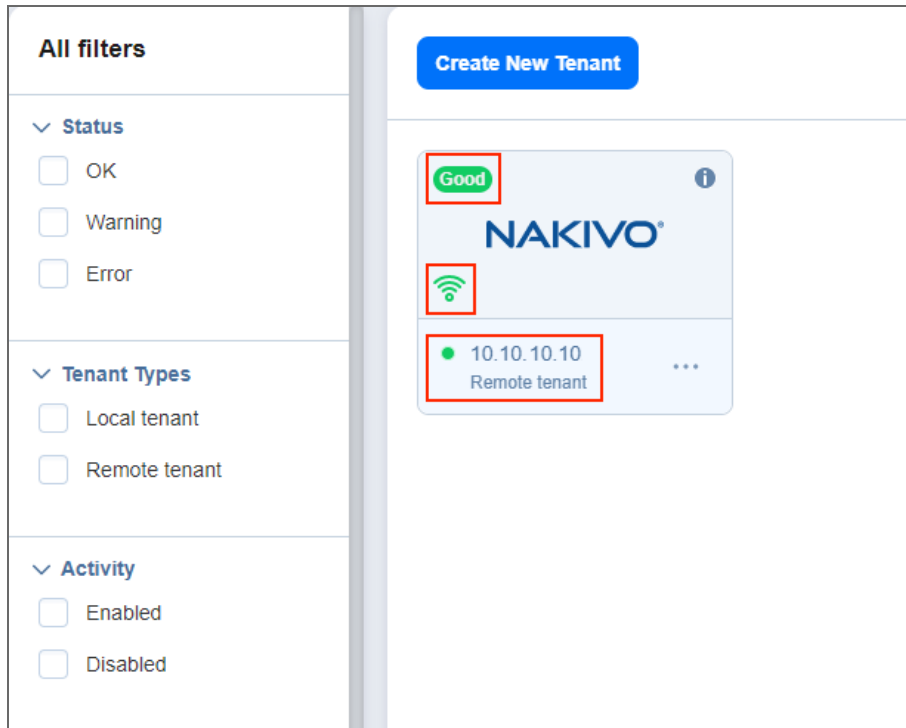 All filters
Status
OK
Warning
Error
Tenant Types
Local tenant
Remote tenant
Activity
Enabled
Disabled
Create New Tenant
Good
NAKIVO®
10.10.10.10
Remote tenant